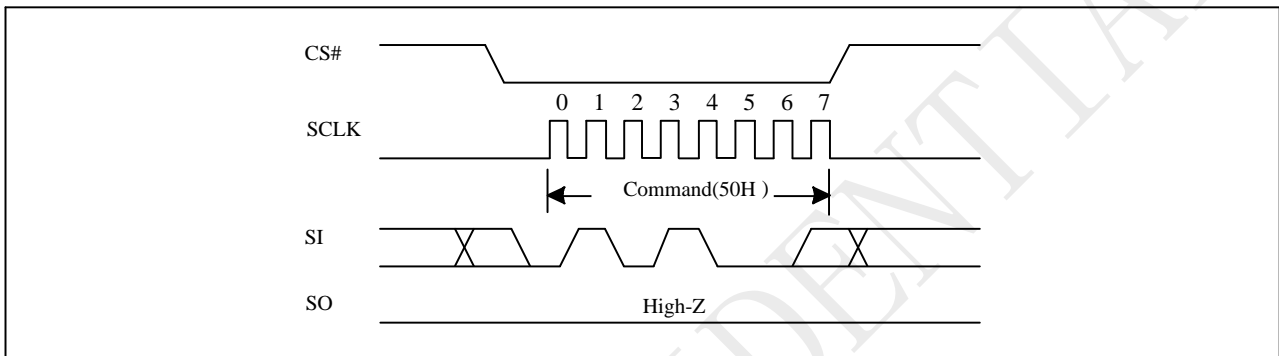 CS#
0 1 2 3 4 5 6 7
SCLK
Command(50H )
SI
SO High-Z